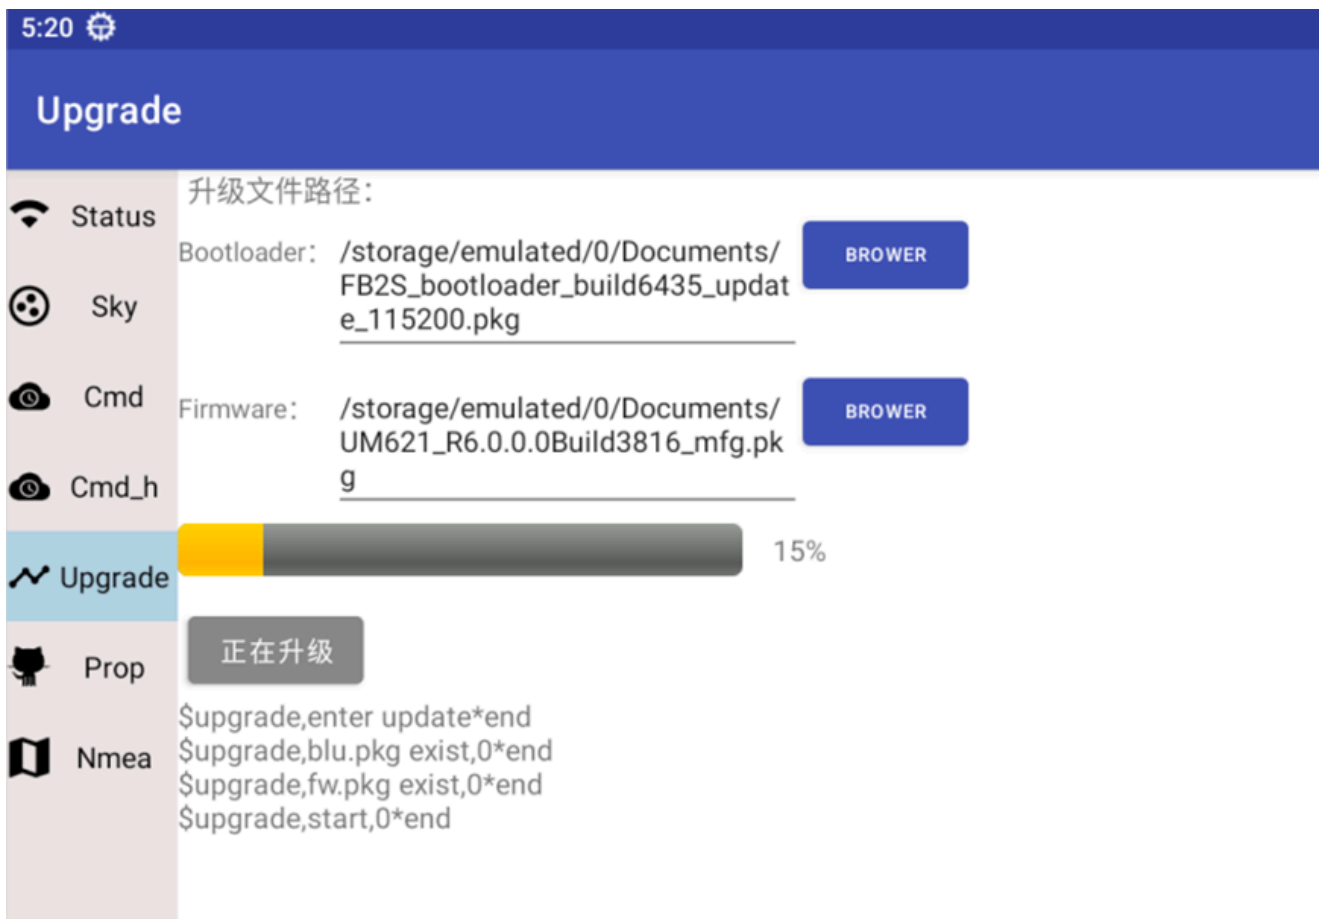 5:20
Upgrade
升级文件路径：
Status
Bootloader：
/storage/emulated/0/Documents/
FB2S_bootloader_build6435_updat
e_115200.pkg
BROWER
Sky
Cmd
Firmware：
/storage/emulated/0/Documents/
UM621_R6.0.0.0Build3816_mfg.pk
g
BROWER
Cmd_h
15%
Upgrade
正在升级
Prop
Nmea
$upgrade,enter update*end
$upgrade,blu.pkg exist,0*end
$upgrade,fw.pkg exist,0*end
$upgrade,start,0*end